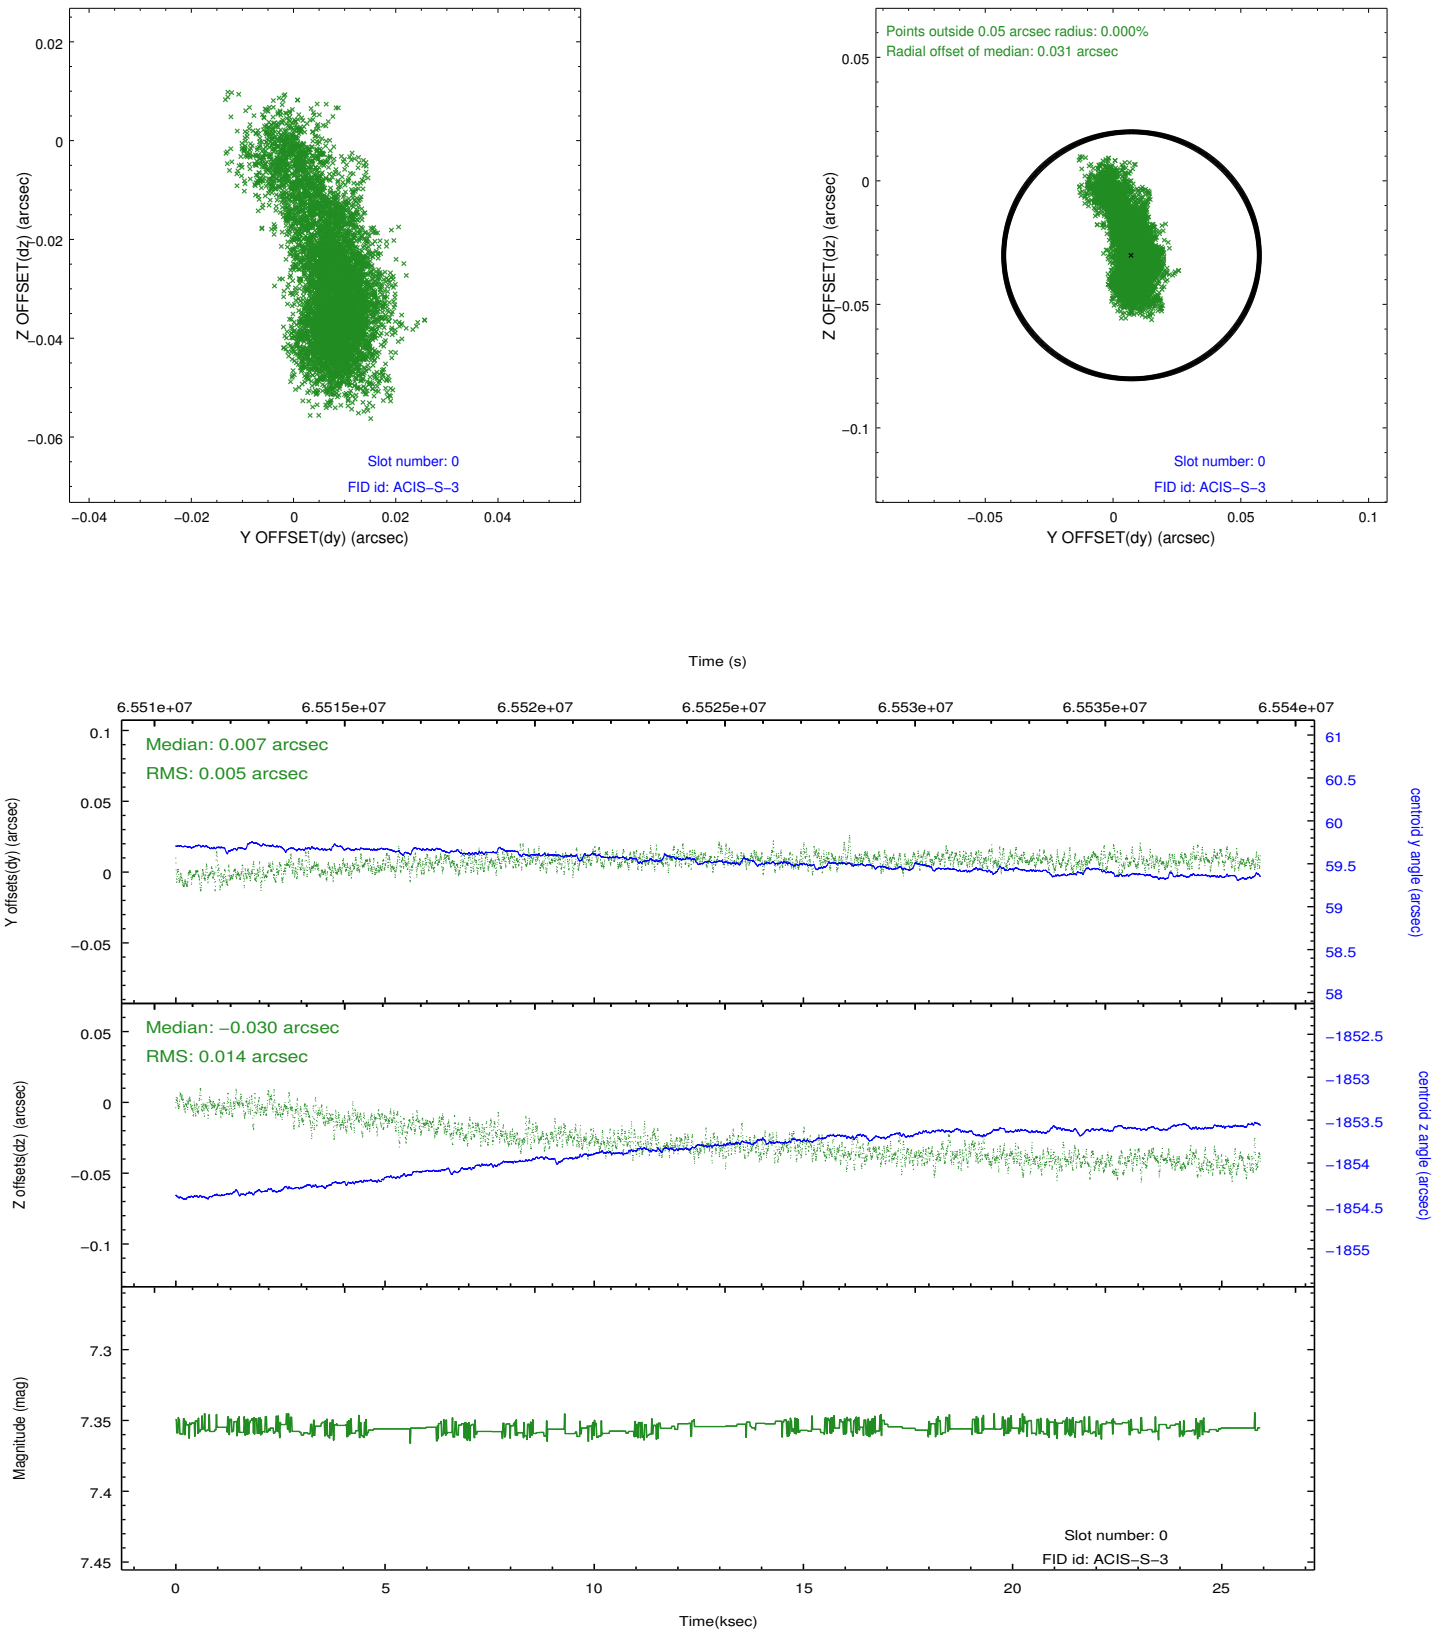 0.02
0
−0.02
−0.04
−0.06
Z OFFSET(dz) (arcsec)
Slot number: 0
FID id: ACIS−S−3
−0.04
−0.02
0
0.02
0.04
Y OFFSET(dy) (arcsec)
Points outside 0.05 arcsec radius: 0.000%
Radial offset of median: 0.031 arcsec
0.05
0
−0.05
−0.1
Z OFFSET(dz) (arcsec)
Slot number: 0
FID id: ACIS−S−3
−0.05
0
0.05
0.1
Y OFFSET(dy) (arcsec)
Time (s)
6.551e+07
6.5515e+07
6.552e+07
6.5525e+07
6.553e+07
6.5535e+07
6.554e+07
Median: 0.007 arcsec
RMS: 0.005 arcsec
0.1
0.05
0
−0.05
Y offsets(dy) (arcsec)
61
60.5
60
59.5
59
58.5
58
centroid y angle (arcsec)
Median: −0.030 arcsec
RMS: 0.014 arcsec
0.05
0
−0.05
−0.1
Z offsets(dz) (arcsec)
−1852.5
−1853
−1853.5
−1854
−1854.5
−1855
centroid z angle (arcsec)
7.3
7.35
7.4
7.45
Magnitude (mag)
Slot number: 0
FID id: ACIS−S−3
0
5
10
15
20
25
Time(ksec)